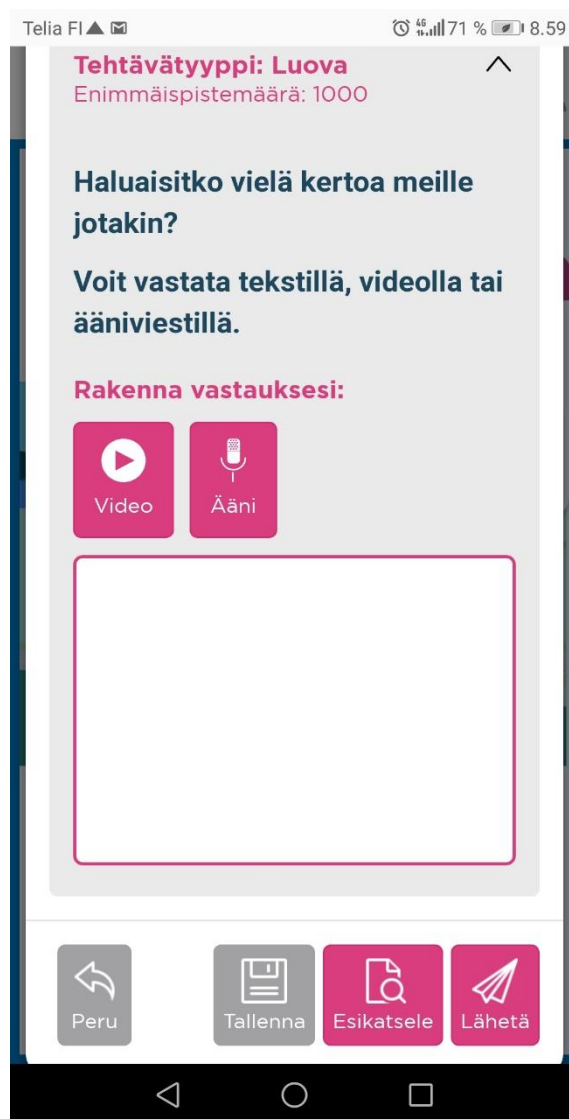 Telia FI 4G 71 % 8.59
Tehtävätyyppi: Luova
Enimmäispistemäärä: 1000
Haluaisitko vielä kertoa meille
jotakin?
Voit vastata tekstillä, videolla tai
ääniviestillä.
Rakenna vastauksesi:
Video Ääni
Peru Tallenna Esikatsele Lähetä